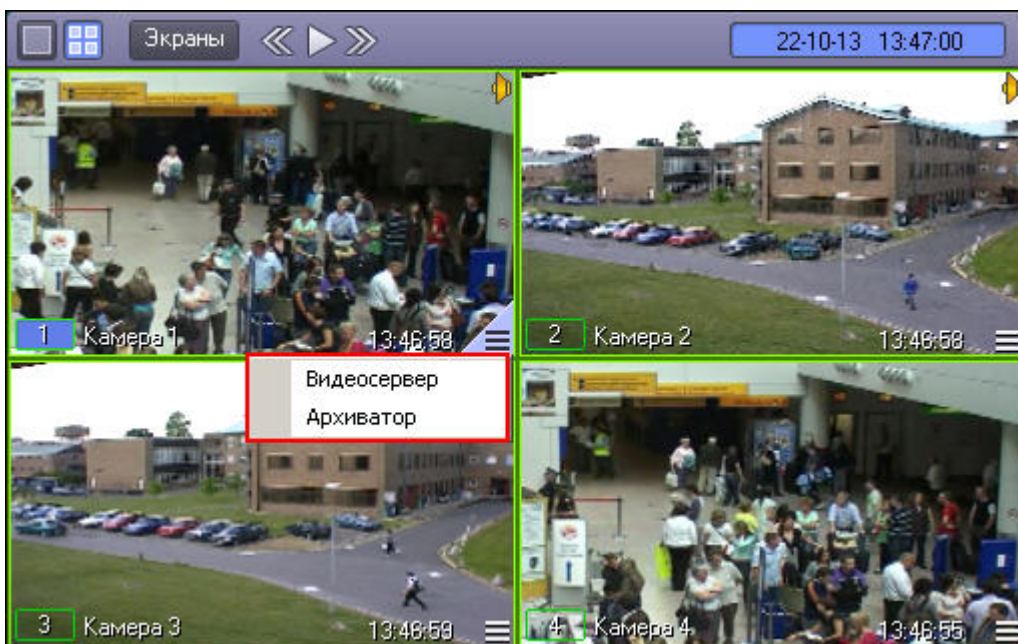 Экраны
22-10-13 13:47:00
1 Камера 1 13:46:58
2 Камера 2 13:46:58
Видеосервер
Архиватор
3 Камера 3 13:46:59
4 Камера 4 13:46:55